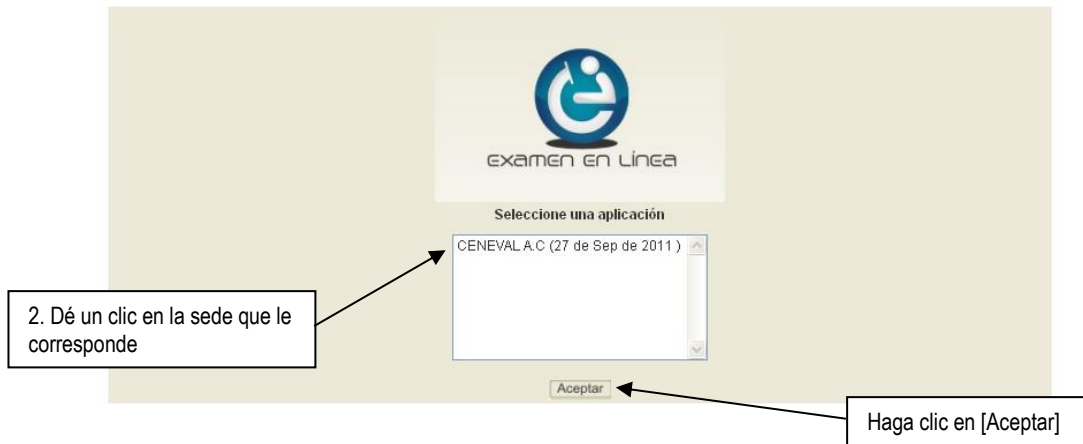 examen en Línea
Seleccione una aplicación
CENEVAL A.C (27 de Sep de 2011 )
2. Dé un clic en la sede que le
corresponde
Aceptar
Haga clic en [Aceptar]